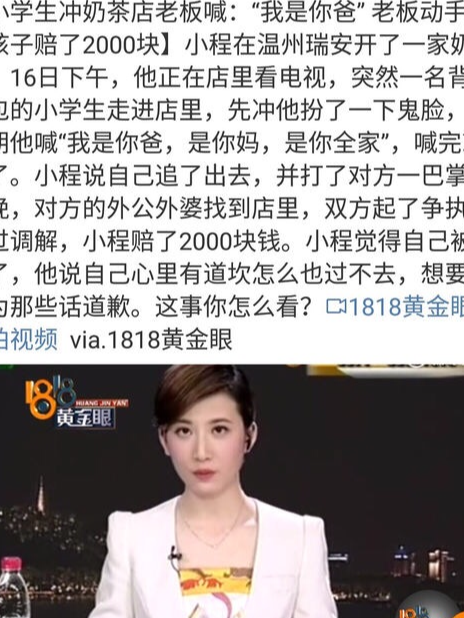 小学生冲奶茶店老板喊：“我是你爸” 老板动手
孩子赔了2000块】小程在温州瑞安开了一家奶
，16日下午，他正在店里看电视，突然一名背
包的小学生走进店里，先冲他扮了一下鬼脸，
朝他喊“我是你爸，是你妈，是你全家”，喊完
了。小程说自己追了出去，并打了对方一巴掌
晚，对方的外公外婆找到店里，双方起了争执
过调解，小程赔了2000块钱。小程觉得自己被
了，他说自己心里有道坎怎么也过不去，想要
为那些话道歉。这事你怎么看？ 1818黄金眼
拍视频 via.1818黄金眼
1818
HUANG JIN YAN
黄金眼
1818